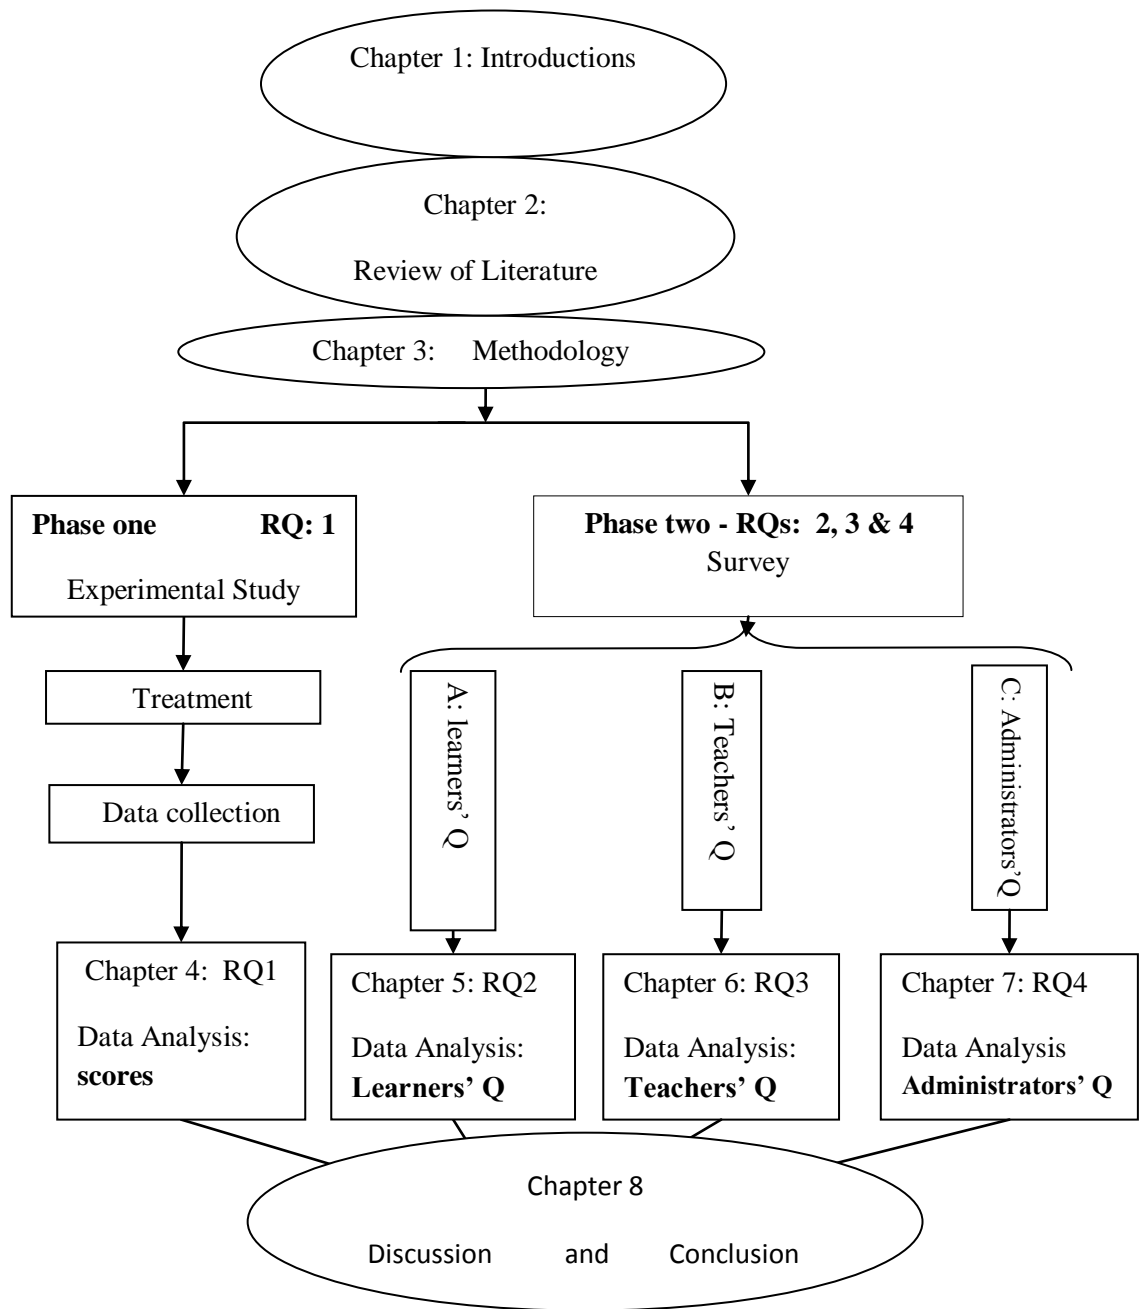 Chapter 1: Introductions
Chapter 2:
Review of Literature
Chapter 3: Methodology
Phase one RQ: 1
Experimental Study
Phase two - RQs: 2, 3 & 4
Survey
Treatment
Data collection
A: learners’ Q
B: Teachers’ Q
C: Administrators’Q
Chapter 4: RQ1
Data Analysis:
scores
Chapter 5: RQ2
Data Analysis:
Learners’ Q
Chapter 6: RQ3
Data Analysis:
Teachers’ Q
Chapter 7: RQ4
Data Analysis
Administrators’ Q
Chapter 8
Discussion and Conclusion